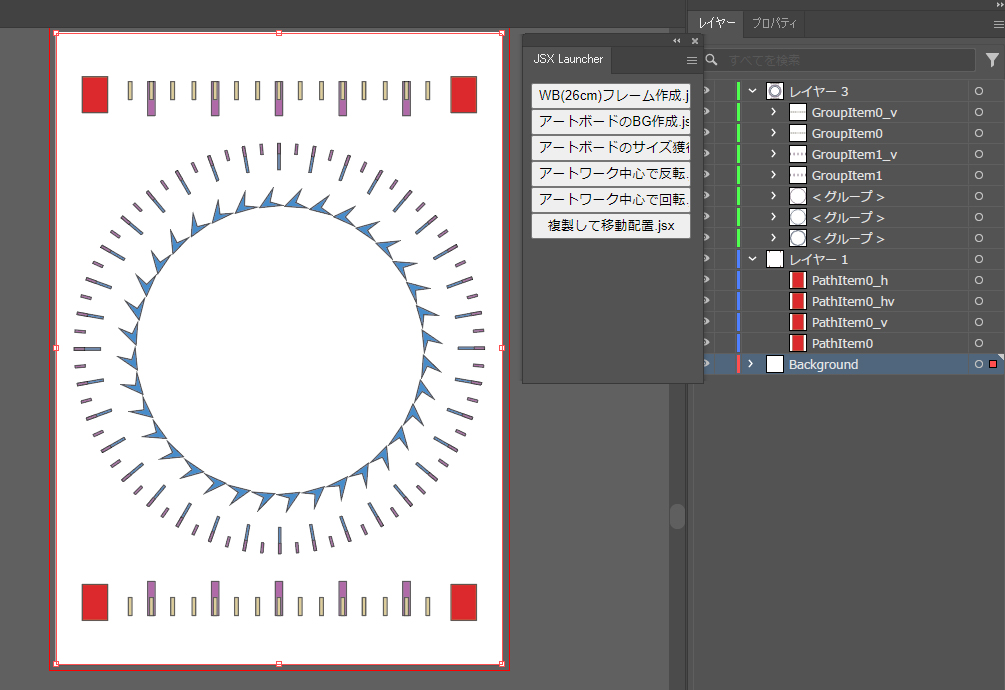 レイヤー
プロパティ
JSX Launcher
すべてを検索
WB(26cm)フレーム作成.j
アートボードのBG作成.js
アートボードのサイズ獲得
アートワーク中心で反転.
アートワーク中心で回転.
複製して移動配置.jsx
レイヤー 3
GroupItem0_v
GroupItem0
GroupItem1_v
GroupItem1
< グループ >
< グループ >
< グループ >
レイヤー 1
PathItem0_h
PathItem0_hv
PathItem0_v
PathItem0
Background